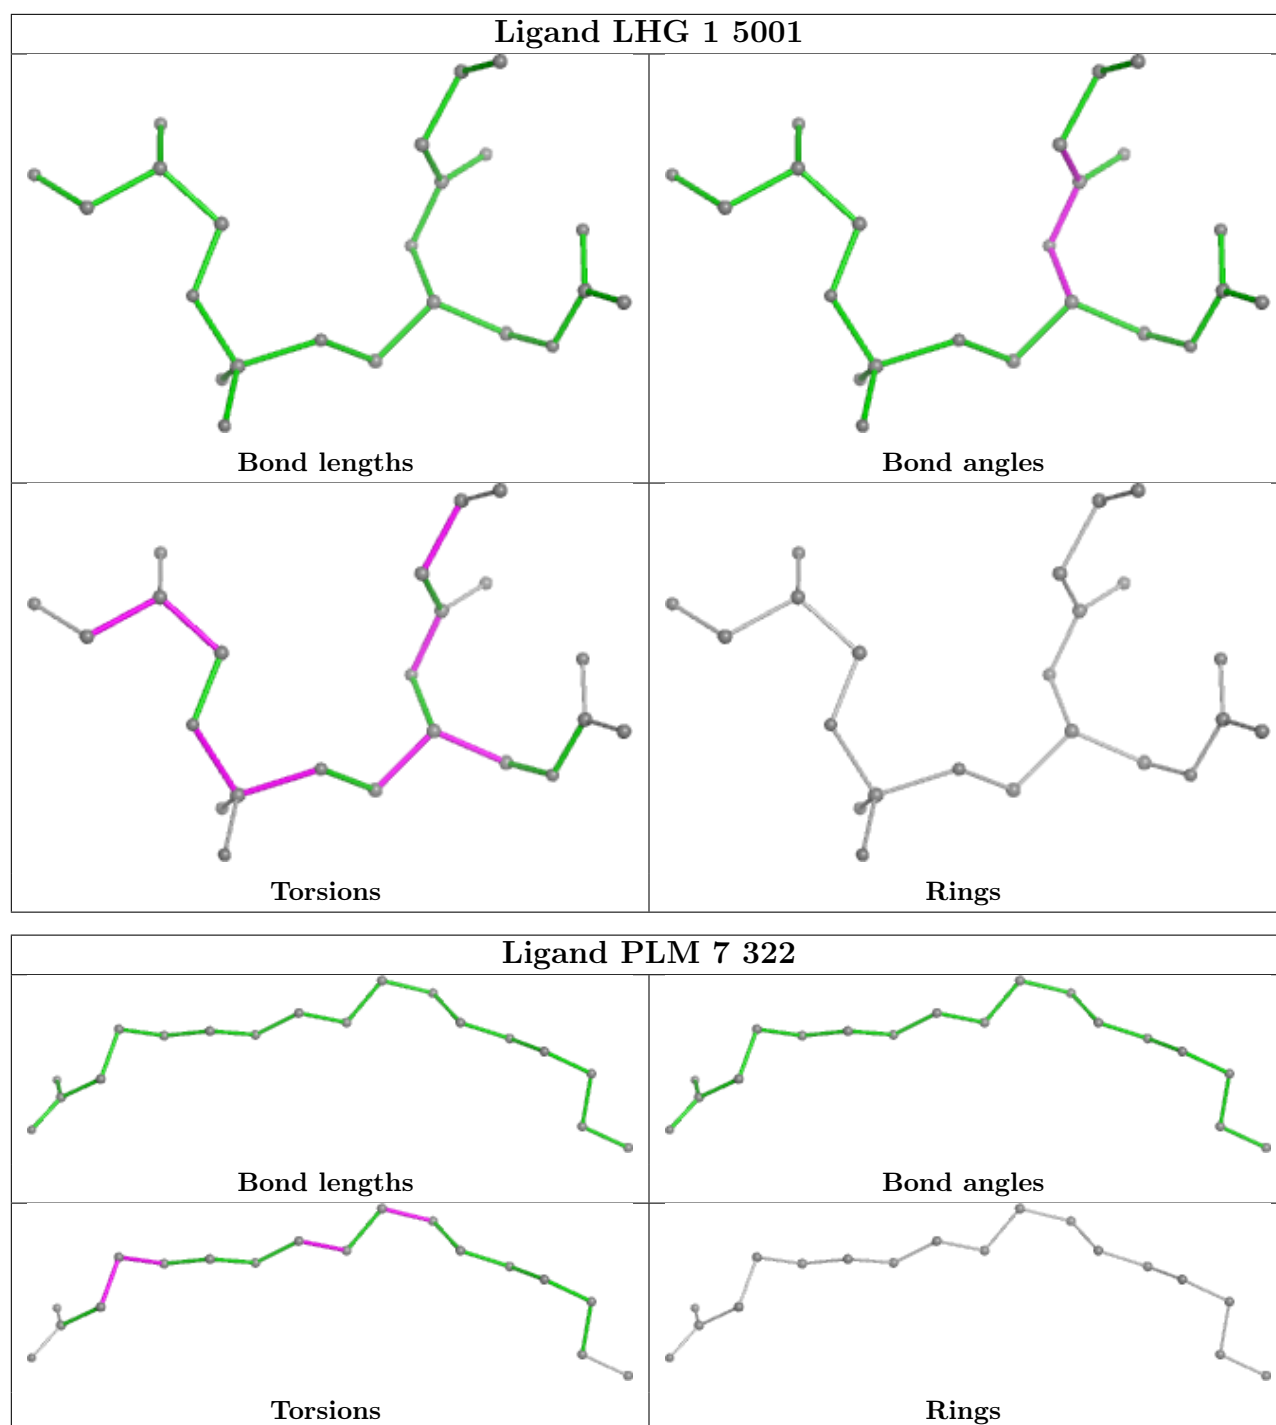 Ligand LHG 1 5001
Bond lengths
Bond angles
Torsions
Rings
Ligand PLM 7 322
Bond lengths
Bond angles
Torsions
Rings